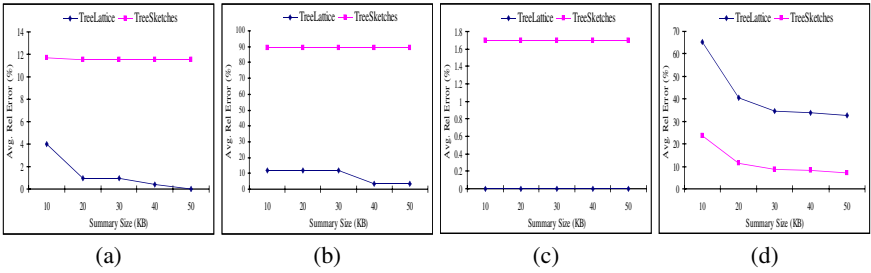 TreeLattice TreeSketches
14
12
10
8
6
4
2
0
Avg. Rel Error (%)
10 20 30 40 50
Summary Size (KB)
(a)
TreeLattice TreeSketches
100
90
80
70
60
50
40
30
20
10
0
Avg. Rel Error (%)
10 20 30 40 50
Summary Size (KB)
(b)
TreeLattice TreeSketches
1.8
1.6
1.4
1.2
1
0.8
0.6
0.4
0.2
0
Avg. Rel Error (%)
10 20 30 40 50
Summary Size (KB)
(c)
TreeLattice TreeSketches
70
60
50
40
30
20
10
0
Avg. Rel Error (%)
10 20 30 40 50
Summary Size (KB)
(d)